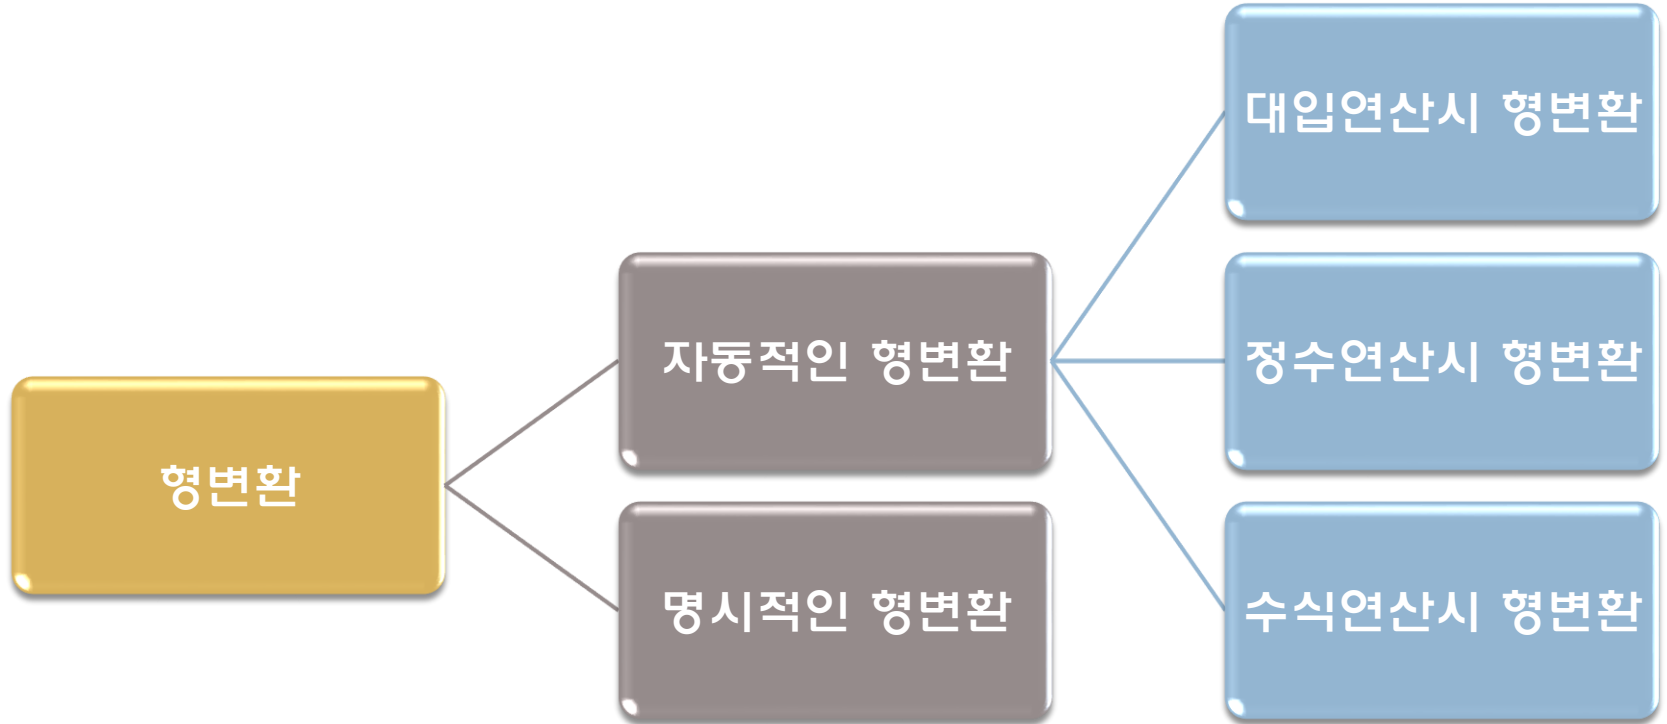 형변환
자동적인 형변환
명시적인 형변환
대입연산시 형변환
정수연산시 형변환
수식연산시 형변환